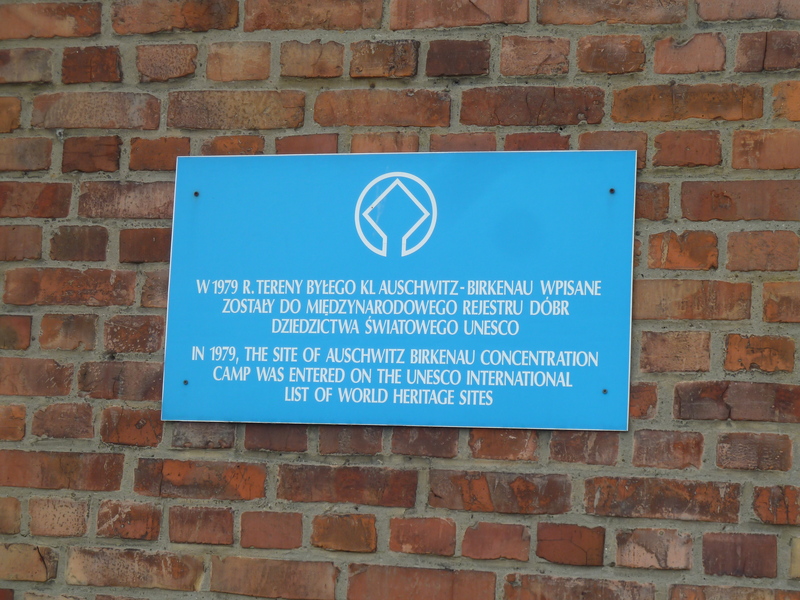 W 1979 R. TERENY BYŁEGO KL AUSCHWITZ-BIRKENAU WPISANE
ZOSTAŁY DO MIĘDZYNARODOWEGO REJESTRU DÓBR
DZIEDZICTWA ŚWIATOWEGO UNESCO
IN 1979, THE SITE OF AUSCHWITZ BIRKENAU CONCENTRATION
CAMP WAS ENTERED ON THE UNESCO INTERNATIONAL
LIST OF WORLD HERITAGE SITES